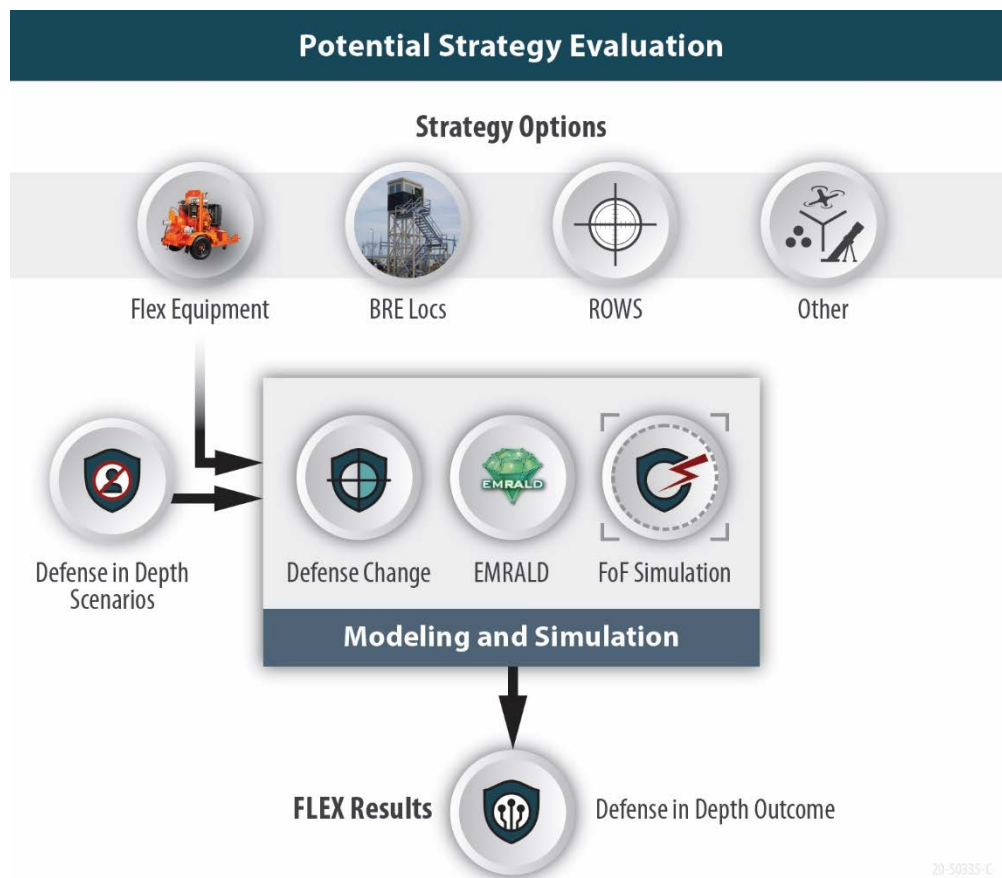 Potential Strategy Evaluation
Strategy Options
Flex Equipment
BRE Locs
ROWS
Other
Defense in Depth
Scenarios
Defense Change
EMRALD
EMRALD
FoF Simulation
Modeling and Simulation
FLEX Results
Defense in Depth Outcome
20-50335-C